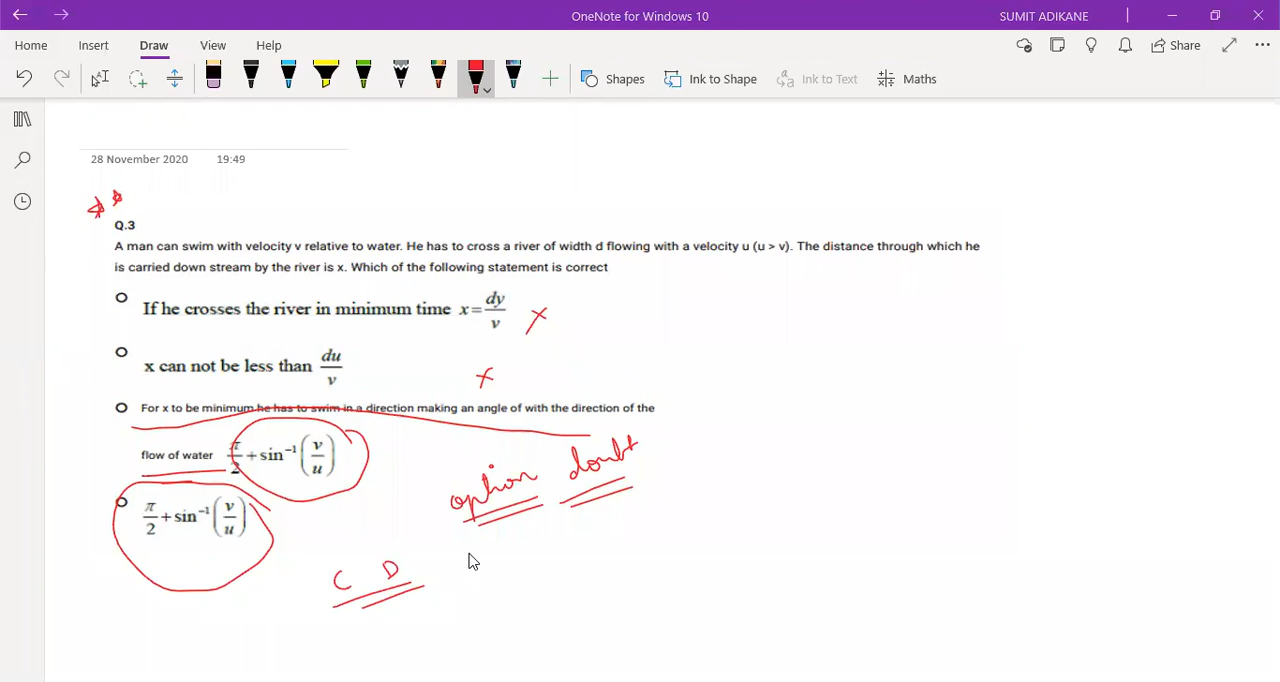 OneNote for Windows 10
SUMIT ADIKANE
Home Insert Draw View Help
Share
Shapes Ink to Shape Ink to Text Maths
28 November 2020 19:49
Q.3
A man can swim with velocity v relative to water. He has to cross a river of width d flowing with a velocity u (u > v). The distance through which he
is carried down stream by the river is x. Which of the following statement is correct
If he crosses the river in minimum time x = dy/v
x can not be less than du/v
For x to be minimum he has to swim in a direction making an angle of with the direction of the
flow of water π/2 + sin⁻¹(v/u)
option doubt
π/2 + sin⁻¹(v/u)
C D